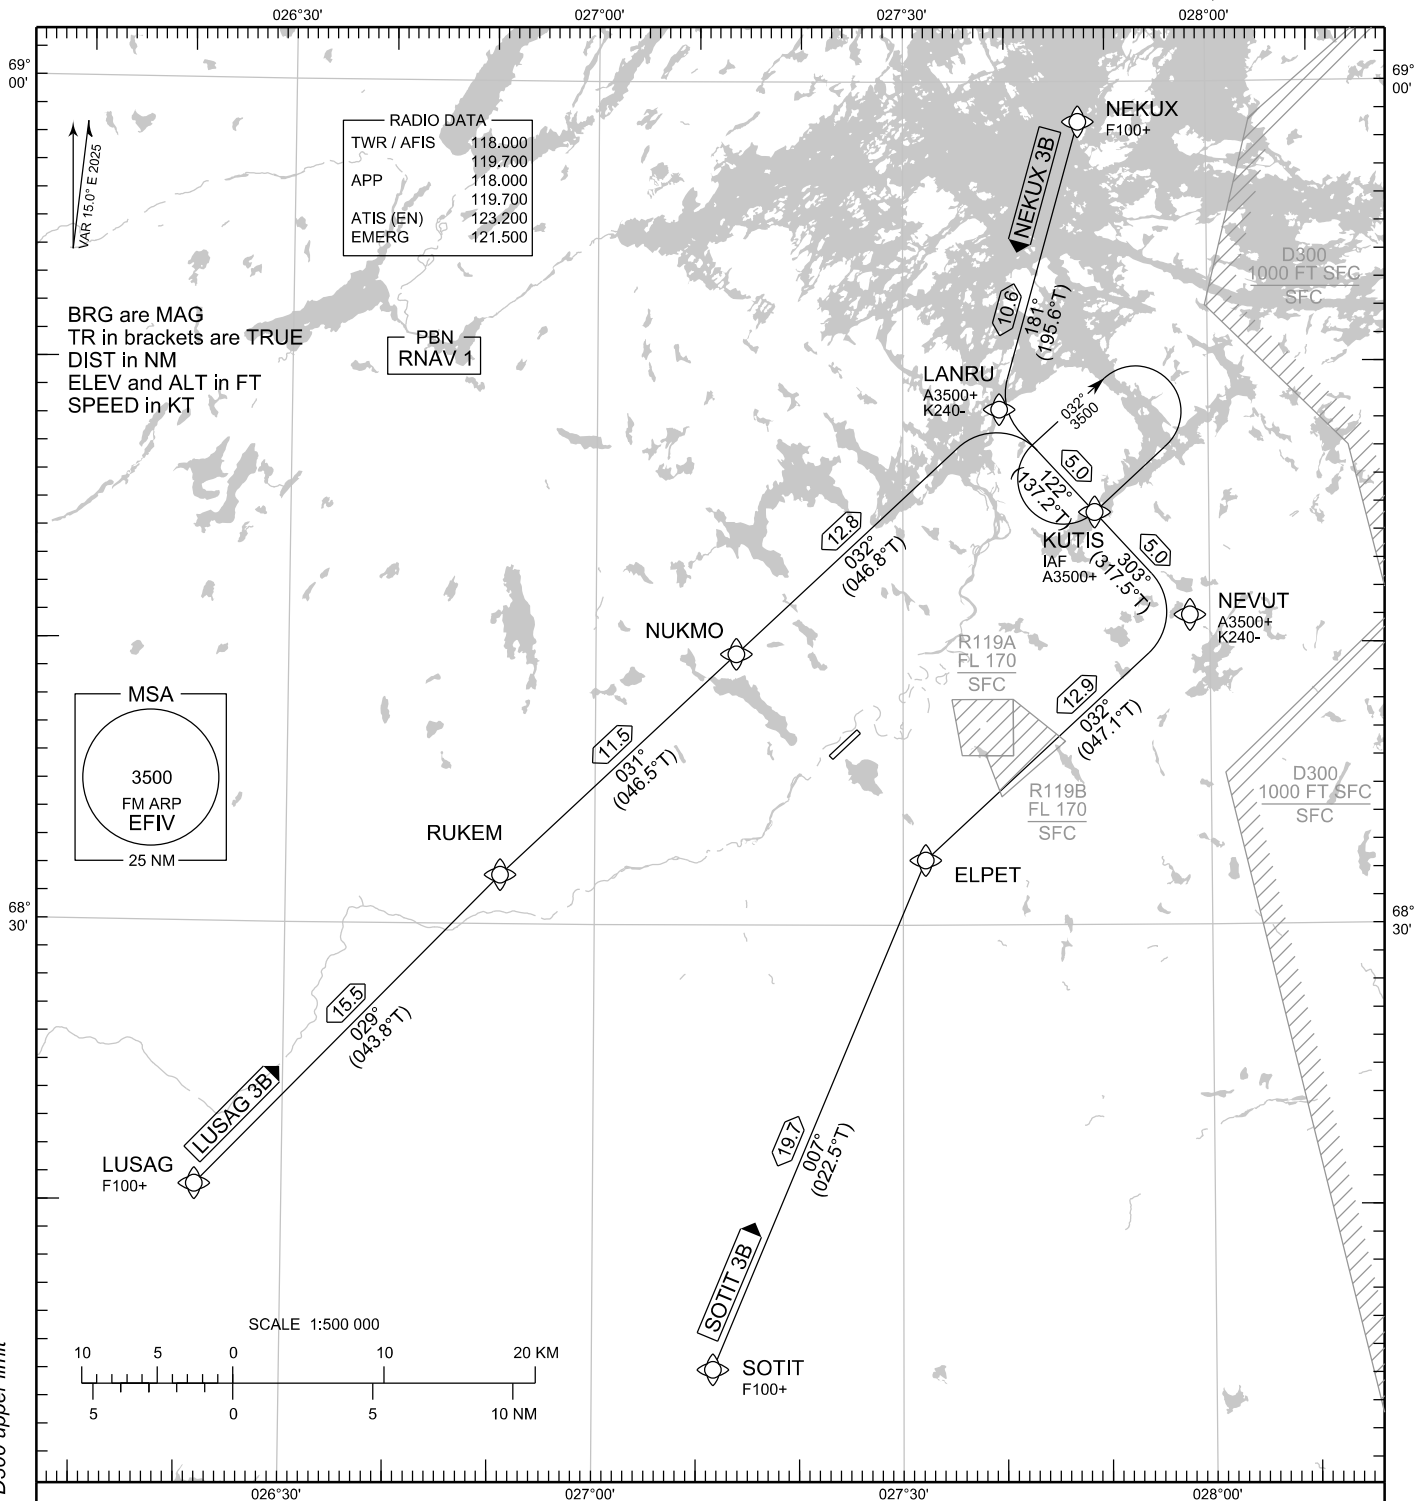 026°30'
027°00'
027°30'
028°00'
69°
00'
69°
00'
VAR 15.0° E 2025
RADIO DATA
TWR / AFIS 118.000
119.700
APP 118.000
119.700
ATIS (EN) 123.200
EMERG 121.500
NEKUX
F100+
NEKUX 3B
D300
1000 FT SFC
SFC
BRG are MAG
TR in brackets are TRUE
DIST in NM
ELEV and ALT in FT
SPEED in KT
PBN
RNAV 1
10.6
181°
(195.6°T)
LANRU
A3500+
K240-
032°
3500
5.0
122°
(137.2°T)
KUTIS
IAF
A3500+
5.0
303°
(317.5°T)
12.8
032°
(046.8°T)
NEVUT
A3500+
K240-
NUKMO
R119A
FL 170
SFC
12.9
032°
(047.1°T)
MSA
3500
FM ARP
EFIV
25 NM
11.5
031°
(046.5°T)
R119B
FL 170
SFC
D300
1000 FT SFC
SFC
RUKEM
ELPET
68°
30'
68°
30'
15.5
029°
(043.8°T)
LUSAG 3B
LUSAG
F100+
19.7
007°
(022.5°T)
SOTIT 3B
SOTIT
F100+
SCALE 1:500 000
10 5 0 10 20 KM
5 0 5 10 NM
D300 upper limit
026°30'
027°00'
027°30'
028°00'